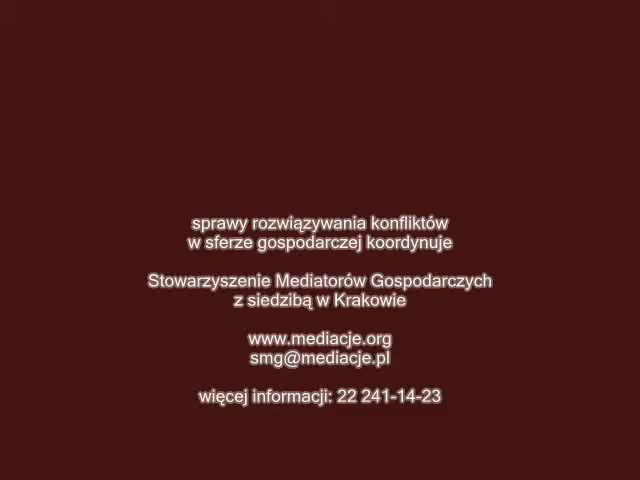 sprawy rozwiązywania konfliktów
w sferze gospodarczej koordynuje
Stowarzyszenie Mediatorów Gospodarczych
z siedzibą w Krakowie
www.mediacje.org
smg@mediacje.pl
więcej informacji: 22 241-14-23